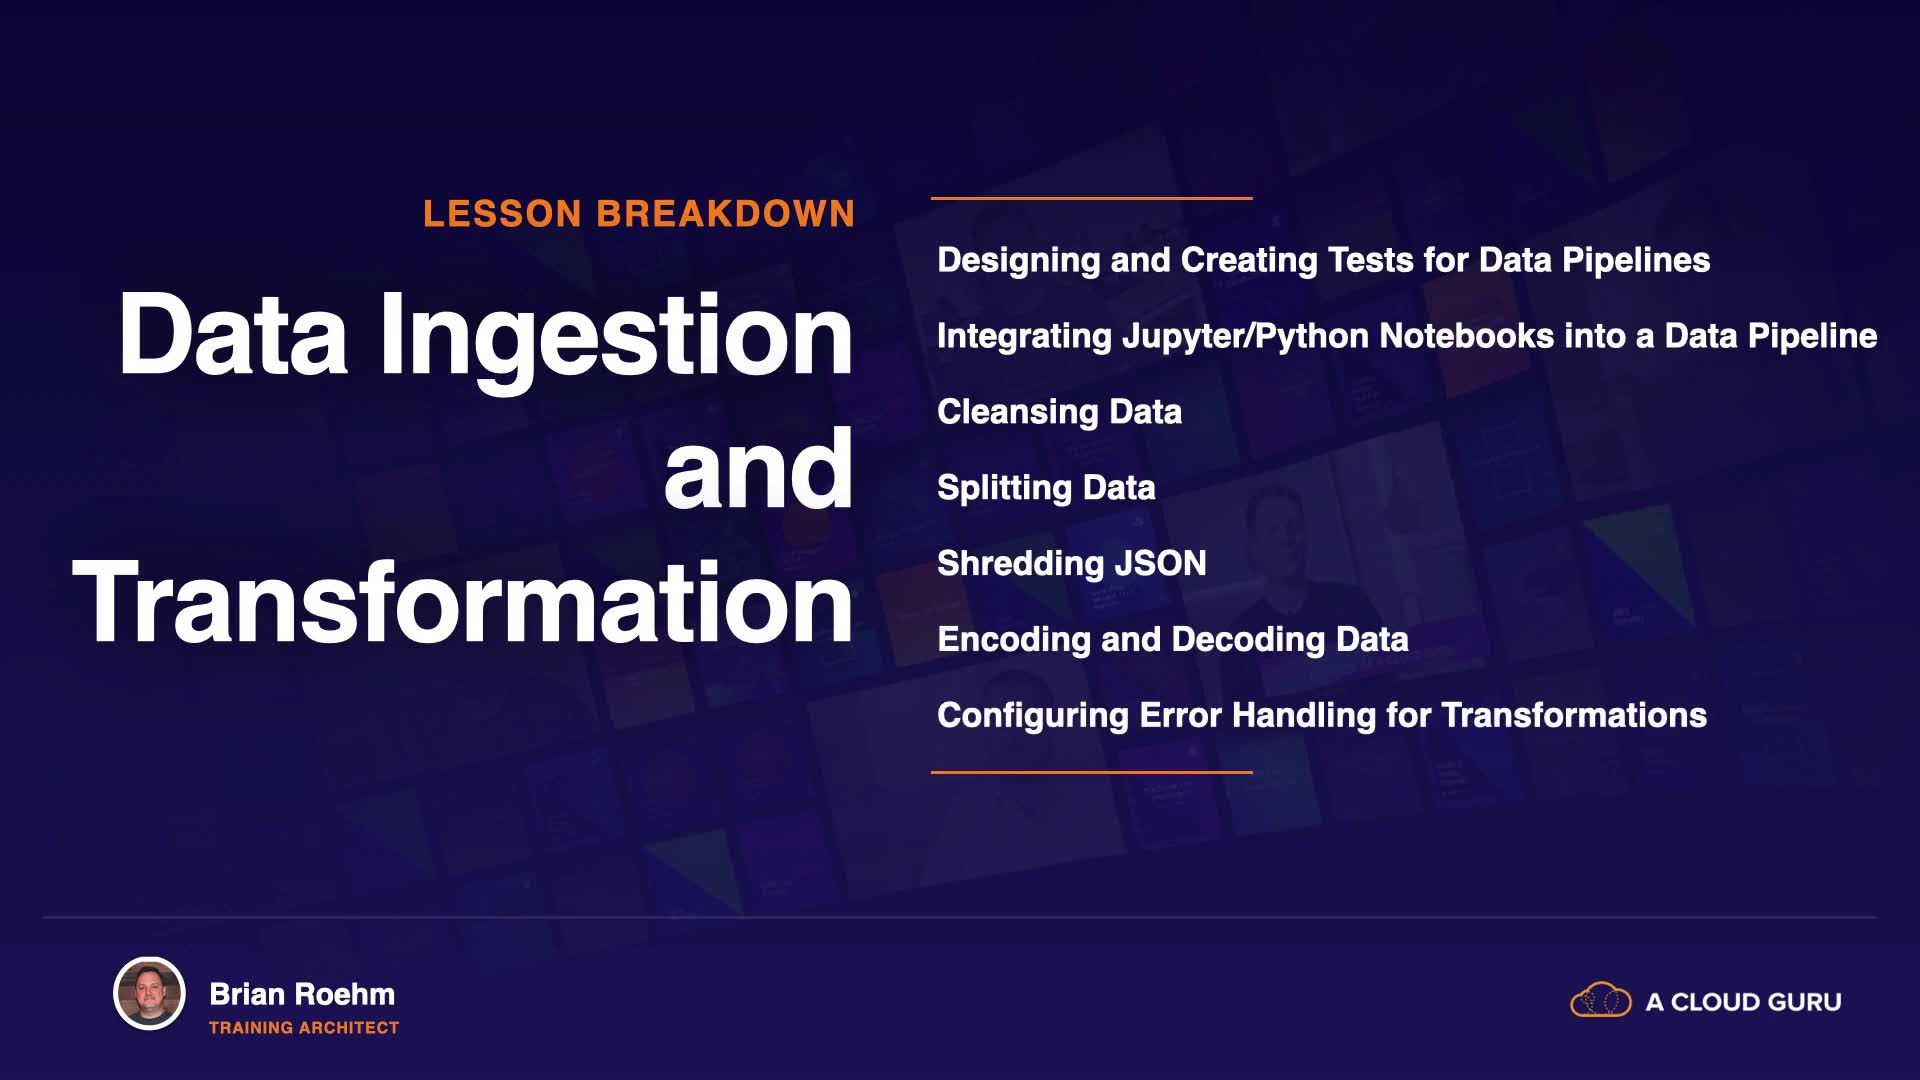 LESSON BREAKDOWN
Data Ingestion
and
Transformation
Designing and Creating Tests for Data Pipelines
Integrating Jupyter/Python Notebooks into a Data Pipeline
Cleansing Data
Splitting Data
Shredding JSON
Encoding and Decoding Data
Configuring Error Handling for Transformations
Brian Roehm
TRAINING ARCHITECT
A CLOUD GURU